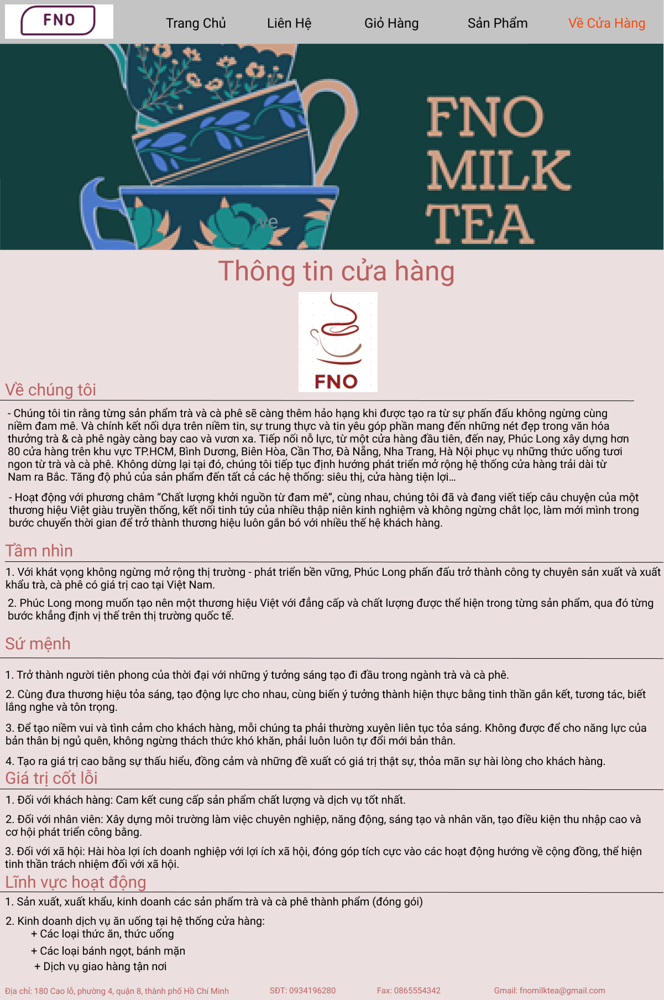 FNO
Trang Chủ
Liên Hệ
Giỏ Hàng
Sản Phẩm
Về Cửa Hàng
FNO
MILK
TEA
ve
Thông tin cửa hàng
FNO
Về chúng tôi
- Chúng tôi tin rằng từng sản phẩm trà và cà phê sẽ càng thêm hảo hạng khi được tạo ra từ sự phấn đấu không ngừng cùng
niềm đam mê. Và chính kết nối dựa trên niềm tin, sự trung thực và tin yêu góp phần mang đến những nét đẹp trong văn hóa
thưởng trà & cà phê ngày càng bay cao và vươn xa. Tiếp nối nỗ lực, từ một cửa hàng đầu tiên, đến nay, Phúc Long xây dựng hơn
80 cửa hàng trên khu vực TP.HCM, Bình Dương, Biên Hòa, Cần Thơ, Đà Nẵng, Nha Trang, Hà Nội phục vụ những thức uống tươi
ngon từ trà và cà phê. Không dừng lại tại đó, chúng tôi tiếp tục định hướng phát triển mở rộng hệ thống cửa hàng trải dài từ
Nam ra Bắc. Tăng độ phủ của sản phẩm đến tất cả các hệ thống: siêu thị, cửa hàng tiện lợi...
- Hoạt động với phương châm “Chất lượng khởi nguồn từ đam mê”, cùng nhau, chúng tôi đã và đang viết tiếp câu chuyện của một
thương hiệu Việt giàu truyền thống, kết nối tinh túy của nhiều thập niên kinh nghiệm và không ngừng chắt lọc, làm mới mình trong
bước chuyển thời gian để trở thành thương hiệu luôn gắn bó với nhiều thế hệ khách hàng.
Tầm nhìn
1. Với khát vọng không ngừng mở rộng thị trường - phát triển bền vững, Phúc Long phấn đấu trở thành công ty chuyên sản xuất và xuất
khẩu trà, cà phê có giá trị cao tại Việt Nam.
2. Phúc Long mong muốn tạo nên một thương hiệu Việt với đẳng cấp và chất lượng được thể hiện trong từng sản phẩm, qua đó từng
bước khẳng định vị thế trên thị trường quốc tế.
Sứ mệnh
1. Trở thành người tiên phong của thời đại với những ý tưởng sáng tạo đi đầu trong ngành trà và cà phê.
2. Cùng đưa thương hiệu tỏa sáng, tạo động lực cho nhau, cùng biến ý tưởng thành hiện thực bằng tinh thần gắn kết, tương tác, biết
lắng nghe và tôn trọng.
3. Để tạo niềm vui và tình cảm cho khách hàng, mỗi chúng ta phải thường xuyên liên tục tỏa sáng. Không được để cho năng lực của
bản thân bị ngủ quên, không ngừng thách thức khó khăn, phải luôn luôn tự đổi mới bản thân.
4. Tạo ra giá trị cao bằng sự thấu hiểu, đồng cảm và những đề xuất có giá trị thật sự, thỏa mãn sự hài lòng cho khách hàng.
Giá trị cốt lỗi
1. Đối với khách hàng: Cam kết cung cấp sản phẩm chất lượng và dịch vụ tốt nhất.
2. Đối với nhân viên: Xây dựng môi trường làm việc chuyên nghiệp, năng động, sáng tạo và nhân văn, tạo điều kiện thu nhập cao và
cơ hội phát triển công bằng.
3. Đối với xã hội: Hài hòa lợi ích doanh nghiệp với lợi ích xã hội, đóng góp tích cực vào các hoạt động hướng về cộng đồng, thể hiện
tinh thần trách nhiệm đối với xã hội.
Lĩnh vực hoạt động
1. Sản xuất, xuất khẩu, kinh doanh các sản phẩm trà và cà phê thành phẩm (đóng gói)
2. Kinh doanh dịch vụ ăn uống tại hệ thống cửa hàng:
+ Các loại thức ăn, thức uống
+ Các loại bánh ngọt, bánh mặn
+ Dịch vụ giao hàng tận nơi
Địa chỉ: 180 Cao lỗ, phường 4, quận 8, thành phố Hồ Chí Minh
SĐT: 0934196280
Fax: 0865554342
Gmail: fnomilktea@gmail.com